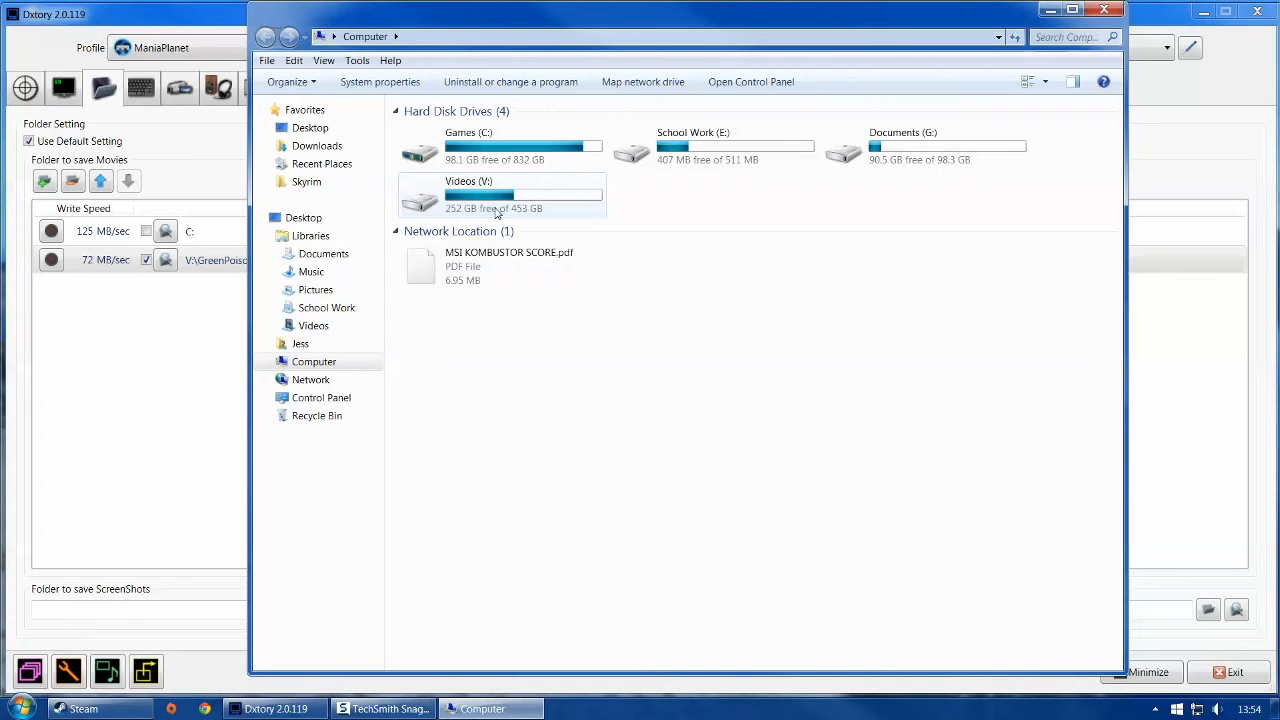 Dxtory 2.0.119
Profile
ManiaPlanet
Folder Setting
Use Default Setting
Folder to save Movies
Write Speed
125 MB/sec
C:
72 MB/sec
V:\GreenPoiso
Folder to save ScreenShots
Computer
Search Comp...
File Edit View Tools Help
Organize
System properties
Uninstall or change a program
Map network drive
Open Control Panel
Favorites
Desktop
Downloads
Recent Places
Skyrim
Desktop
Libraries
Documents
Music
Pictures
School Work
Videos
Jess
Computer
Network
Control Panel
Recycle Bin
Hard Disk Drives (4)
Games (C:)
98.1 GB free of 832 GB
School Work (E:)
407 MB free of 511 MB
Documents (G:)
90.5 GB free of 98.3 GB
Videos (V:)
252 GB free of 453 GB
Network Location (1)
MSI KOMBUSTOR SCORE.pdf
PDF File
6.95 MB
Minimize
Exit
Steam
Dxtory 2.0.119
TechSmith Snag...
Computer
13:54